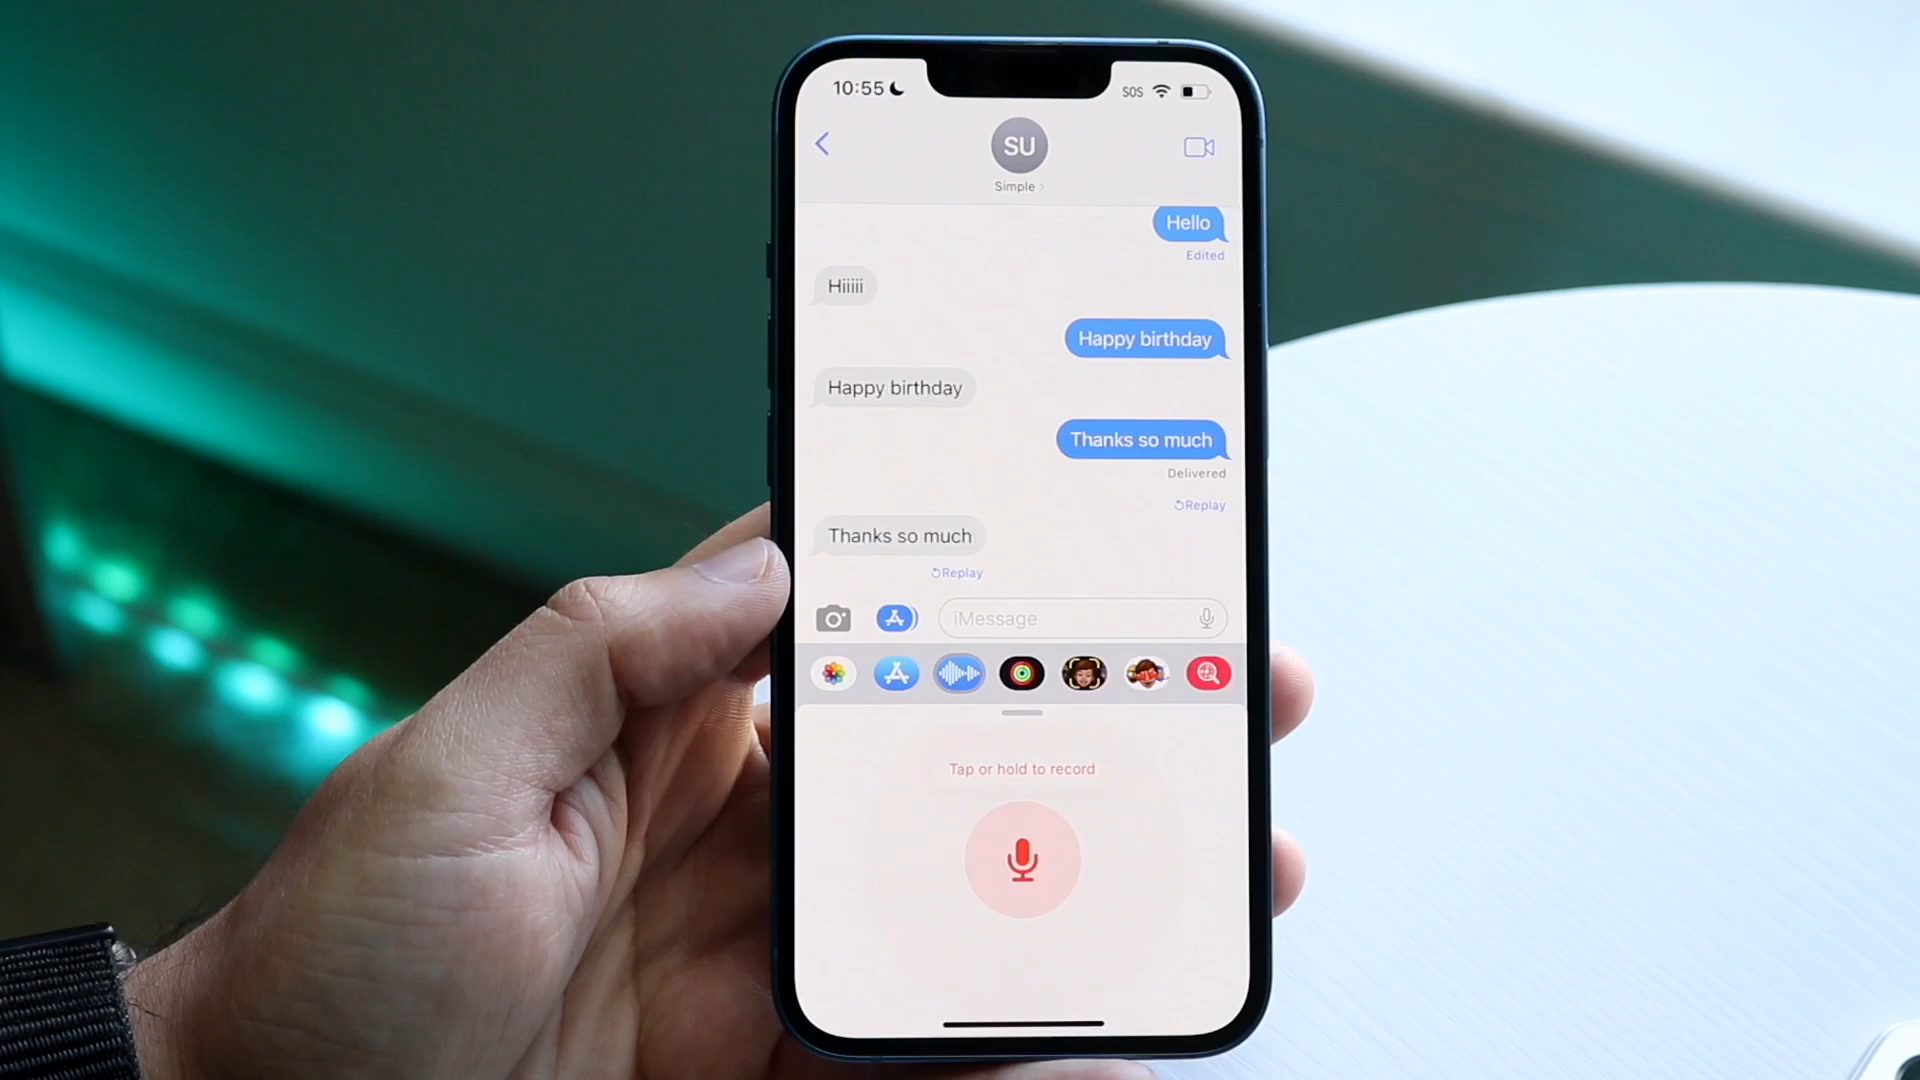 10:55
SOS
SU
Simple
Hello
Edited
Hiiiii
Happy birthday
Happy birthday
Thanks so much
Delivered
Replay
Thanks so much
Replay
iMessage
Tap or hold to record